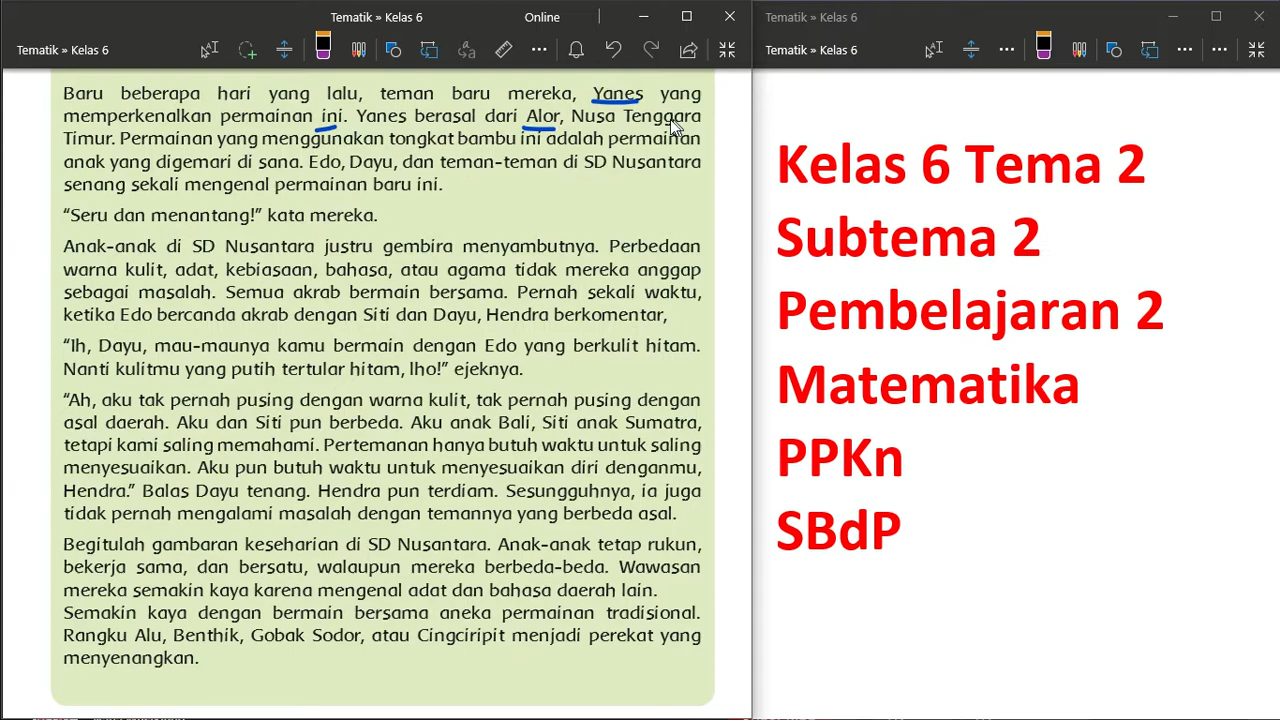 Tematik » Kelas 6
Online
Tematik » Kelas 6
Tematik » Kelas 6
Tematik » Kelas 6
Baru beberapa hari yang lalu, teman baru mereka, Yanes yang
memperkenalkan permainan ini. Yanes berasal dari Alor, Nusa Tenggara
Timur. Permainan yang menggunakan tongkat bambu ini adalah permainan
anak yang digemari di sana. Edo, Dayu, dan teman-teman di SD Nusantara
senang sekali mengenal permainan baru ini.
“Seru dan menantang!” kata mereka.
Anak-anak di SD Nusantara justru gembira menyambutnya. Perbedaan
warna kulit, adat, kebiasaan, bahasa, atau agama tidak mereka anggap
sebagai masalah. Semua akrab bermain bersama. Pernah sekali waktu,
ketika Edo bercanda akrab dengan Siti dan Dayu, Hendra berkomentar,
“Ih, Dayu, mau-maunya kamu bermain dengan Edo yang berkulit hitam.
Nanti kulitmu yang putih tertular hitam, lho!” ejeknya.
“Ah, aku tak pernah pusing dengan warna kulit, tak pernah pusing dengan
asal daerah. Aku dan Siti pun berbeda. Aku anak Bali, Siti anak Sumatra,
tetapi kami saling memahami. Pertemanan hanya butuh waktu untuk saling
menyesuaikan. Aku pun butuh waktu untuk menyesuaikan diri denganmu,
Hendra.” Balas Dayu tenang. Hendra pun terdiam. Sesungguhnya, ia juga
tidak pernah mengalami masalah dengan temannya yang berbeda asal.
Begitulah gambaran keseharian di SD Nusantara. Anak-anak tetap rukun,
bekerja sama, dan bersatu, walaupun mereka berbeda-beda. Wawasan
mereka semakin kaya karena mengenal adat dan bahasa daerah lain.
Semakin kaya dengan bermain bersama aneka permainan tradisional.
Rangku Alu, Benthik, Gobak Sodor, atau Cingciripit menjadi perekat yang
menyenangkan.
Kelas 6 Tema 2
Subtema 2
Pembelajaran 2
Matematika
PPKn
SBdP